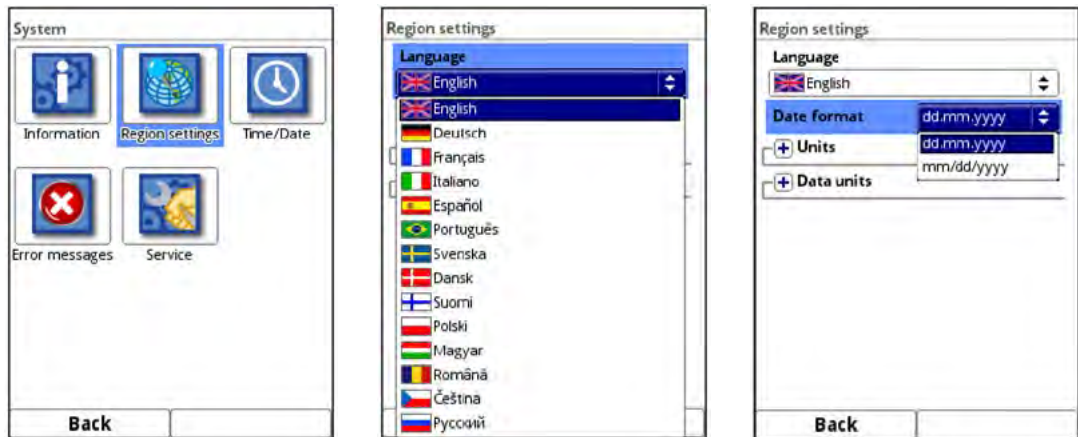 System
Information
Region settings
Time/Date
Error messages
Service
Back
Region settings
Language
English
English
Deutsch
Français
Italiano
Español
Português
Svenska
Dansk
Suomi
Polski
Magyar
Română
Čeština
Русский
Region settings
Language
English
Date format dd.mm.yyyy
dd.mm.yyyy
Units
mm/dd/yyyy
Data units
Back